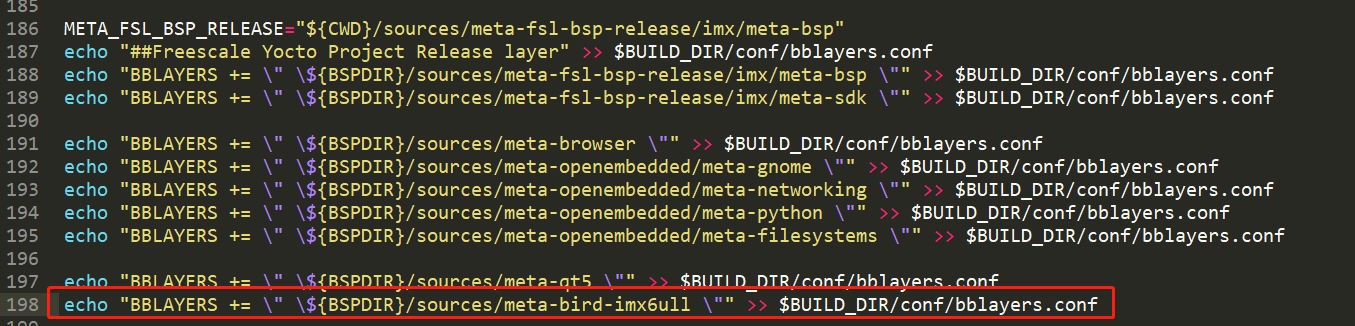 185
186 META_FSL_BSP_RELEASE="${CWD}/sources/meta-fsl-bsp-release/imx/meta-bsp"
187 echo "##Freescale Yocto Project Release layer" >> $BUILD_DIR/conf/bblayers.conf
188 echo "BBLAYERS += \" \${BSPDIR}/sources/meta-fsl-bsp-release/imx/meta-bsp \"" >> $BUILD_DIR/conf/bblayers.conf
189 echo "BBLAYERS += \" \${BSPDIR}/sources/meta-fsl-bsp-release/imx/meta-sdk \"" >> $BUILD_DIR/conf/bblayers.conf
190
191 echo "BBLAYERS += \" \${BSPDIR}/sources/meta-browser \"" >> $BUILD_DIR/conf/bblayers.conf
192 echo "BBLAYERS += \" \${BSPDIR}/sources/meta-openembedded/meta-gnome \"" >> $BUILD_DIR/conf/bblayers.conf
193 echo "BBLAYERS += \" \${BSPDIR}/sources/meta-openembedded/meta-networking \"" >> $BUILD_DIR/conf/bblayers.conf
194 echo "BBLAYERS += \" \${BSPDIR}/sources/meta-openembedded/meta-python \"" >> $BUILD_DIR/conf/bblayers.conf
195 echo "BBLAYERS += \" \${BSPDIR}/sources/meta-openembedded/meta-filesystems \"" >> $BUILD_DIR/conf/bblayers.conf
196
197 echo "BBLAYERS += \" \${BSPDIR}/sources/meta-qt5 \"" >> $BUILD_DIR/conf/bblayers.conf
198 echo "BBLAYERS += \" \${BSPDIR}/sources/meta-bird-imx6ull \"" >> $BUILD_DIR/conf/bblayers.conf
199